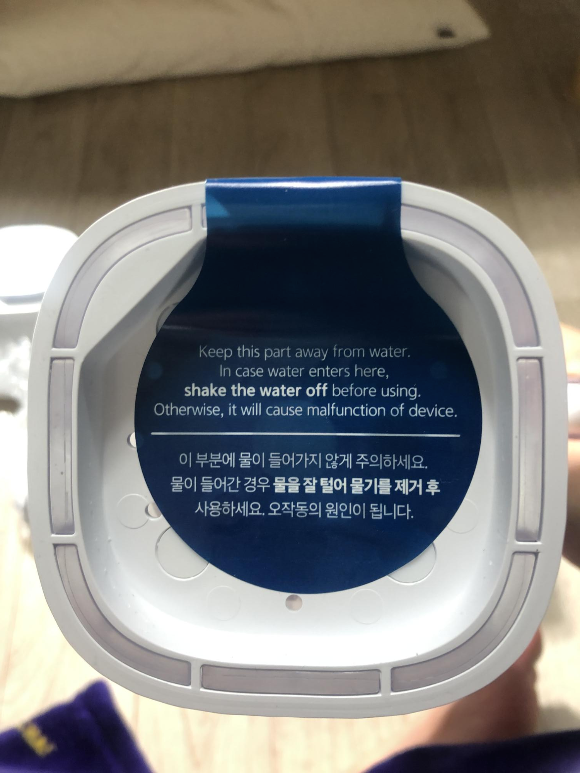 Keep this part away from water.
In case water enters here,
shake the water off before using.
Otherwise, it will cause malfunction of device.
이 부분에 물이 들어가지 않게 주의하세요.
물이 들어간 경우 물을 잘 털어 물기를 제거 후
사용하세요. 오작동의 원인이 됩니다.